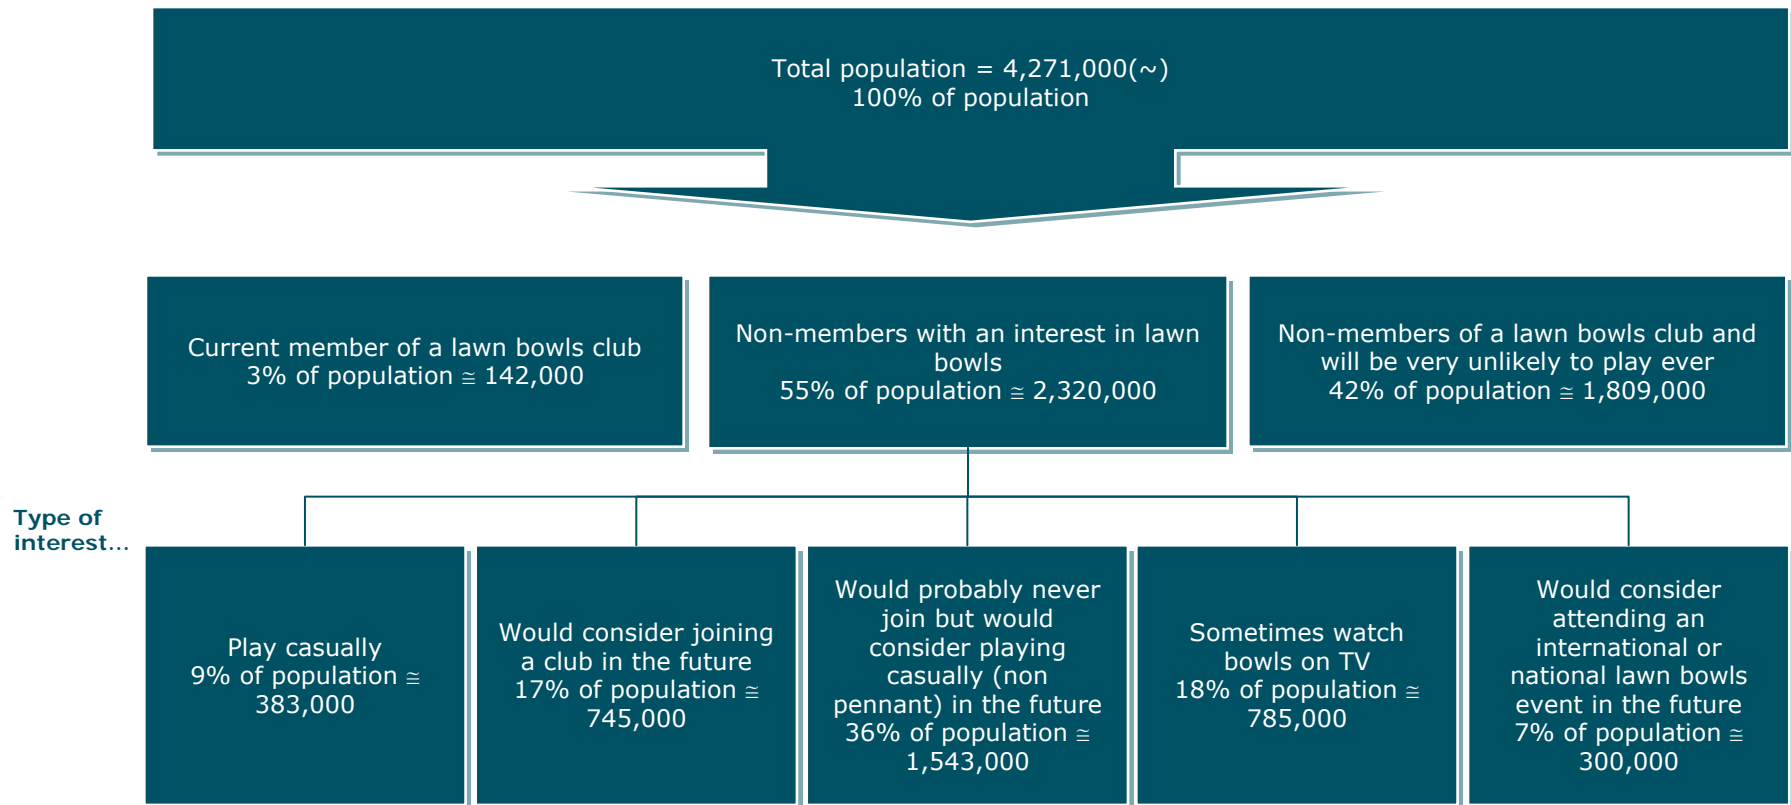 Total population = 4,271,000(~)
100% of population
Current member of a lawn bowls club
3% of population ≅ 142,000
Non-members with an interest in lawn
bowls
55% of population ≅ 2,320,000
Non-members of a lawn bowls club and
will be very unlikely to play ever
42% of population ≅ 1,809,000
Type of
interest...
Play casually
9% of population ≅
383,000
Would consider joining
a club in the future
17% of population ≅
745,000
Would probably never
join but would
consider playing
casually (non
pennant) in the future
36% of population ≅
1,543,000
Sometimes watch
bowls on TV
18% of population ≅
785,000
Would consider
attending an
international or
national lawn bowls
event in the future
7% of population ≅
300,000